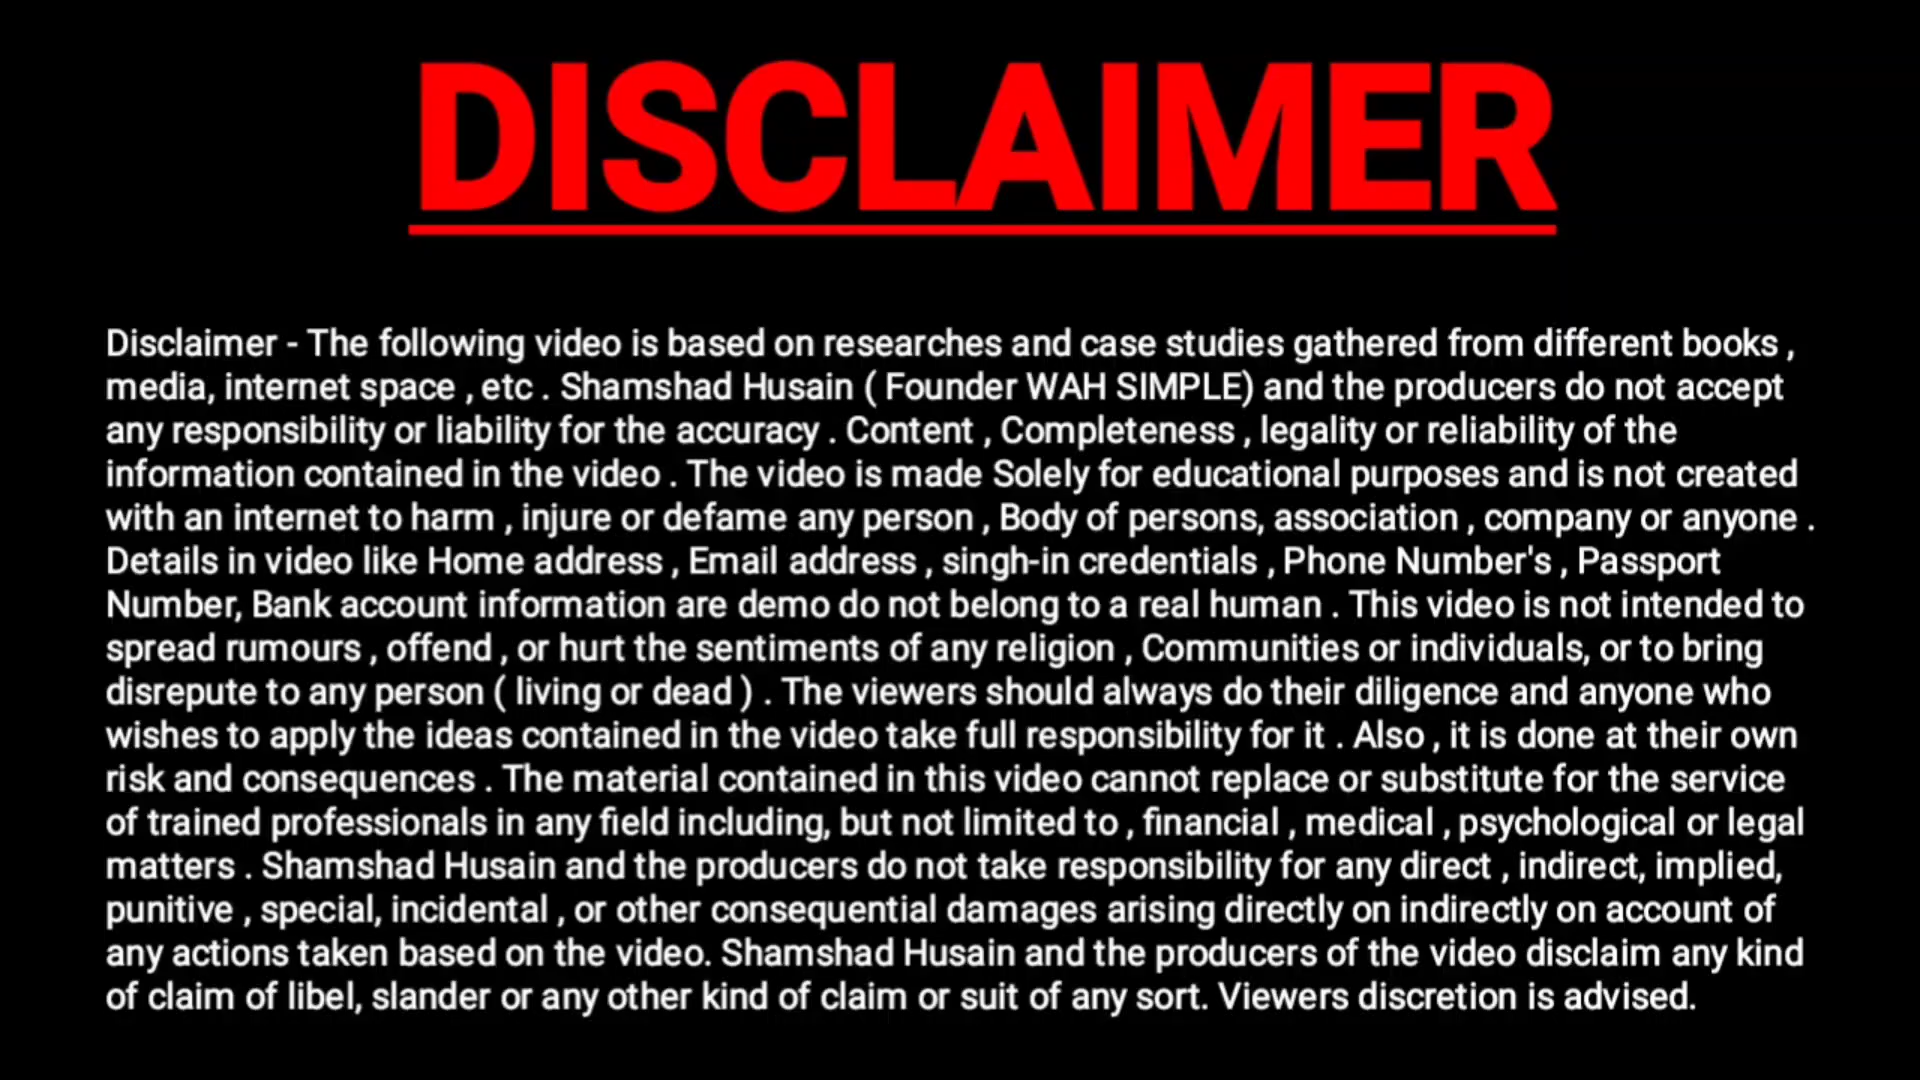 DISCLAIMER
Disclaimer - The following video is based on researches and case studies gathered from different books ,
media, internet space , etc . Shamshad Husain ( Founder WAH SIMPLE) and the producers do not accept
any responsibility or liability for the accuracy . Content , Completeness , legality or reliability of the
information contained in the video . The video is made Solely for educational purposes and is not created
with an internet to harm , injure or defame any person , Body of persons, association , company or anyone .
Details in video like Home address , Email address , singh-in credentials , Phone Number's , Passport
Number, Bank account information are demo do not belong to a real human . This video is not intended to
spread rumours , offend , or hurt the sentiments of any religion , Communities or individuals, or to bring
disrepute to any person ( living or dead ) . The viewers should always do their diligence and anyone who
wishes to apply the ideas contained in the video take full responsibility for it . Also , it is done at their own
risk and consequences . The material contained in this video cannot replace or substitute for the service
of trained professionals in any field including, but not limited to , financial , medical , psychological or legal
matters . Shamshad Husain and the producers do not take responsibility for any direct , indirect, implied,
punitive , special, incidental , or other consequential damages arising directly on indirectly on account of
any actions taken based on the video. Shamshad Husain and the producers of the video disclaim any kind
of claim of libel, slander or any other kind of claim or suit of any sort. Viewers discretion is advised.